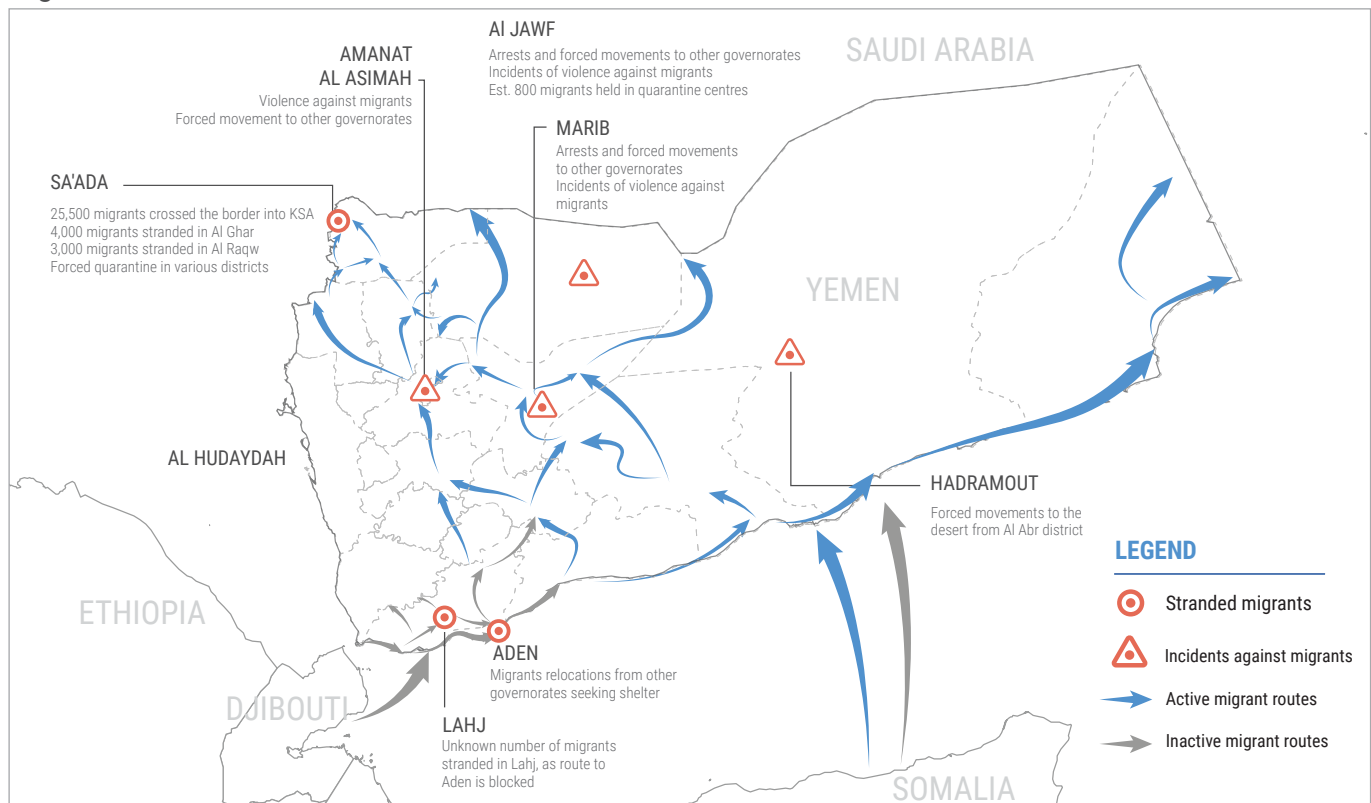 AMANAT
AL ASIMAH
Violence against migrants
Forced movement to other governorates
Al JAWF
Arrests and forced movements to other governorates
Incidents of violence against migrants
Est. 800 migrants held in quarantine centres
SAUDI ARABIA
MARIB
Arrests and forced movements
to other governorates
Incidents of violence against
migrants
SA'ADA
25,500 migrants crossed the border into KSA
4,000 migrants stranded in Al Ghar
3,000 migrants stranded in Al Raqw
Forced quarantine in various districts
YEMEN
AL HUDAYDAH
HADRAMOUT
Forced movements to the
desert from Al Abr district
ETHIOPIA
DJIBOUTI
ADEN
Migrants relocations from other
governorates seeking shelter
LAHJ
Unknown number of migrants
stranded in Lahj, as route to
Aden is blocked
SOMALIA
LEGEND
Stranded migrants
Incidents against migrants
Active migrant routes
Inactive migrant routes